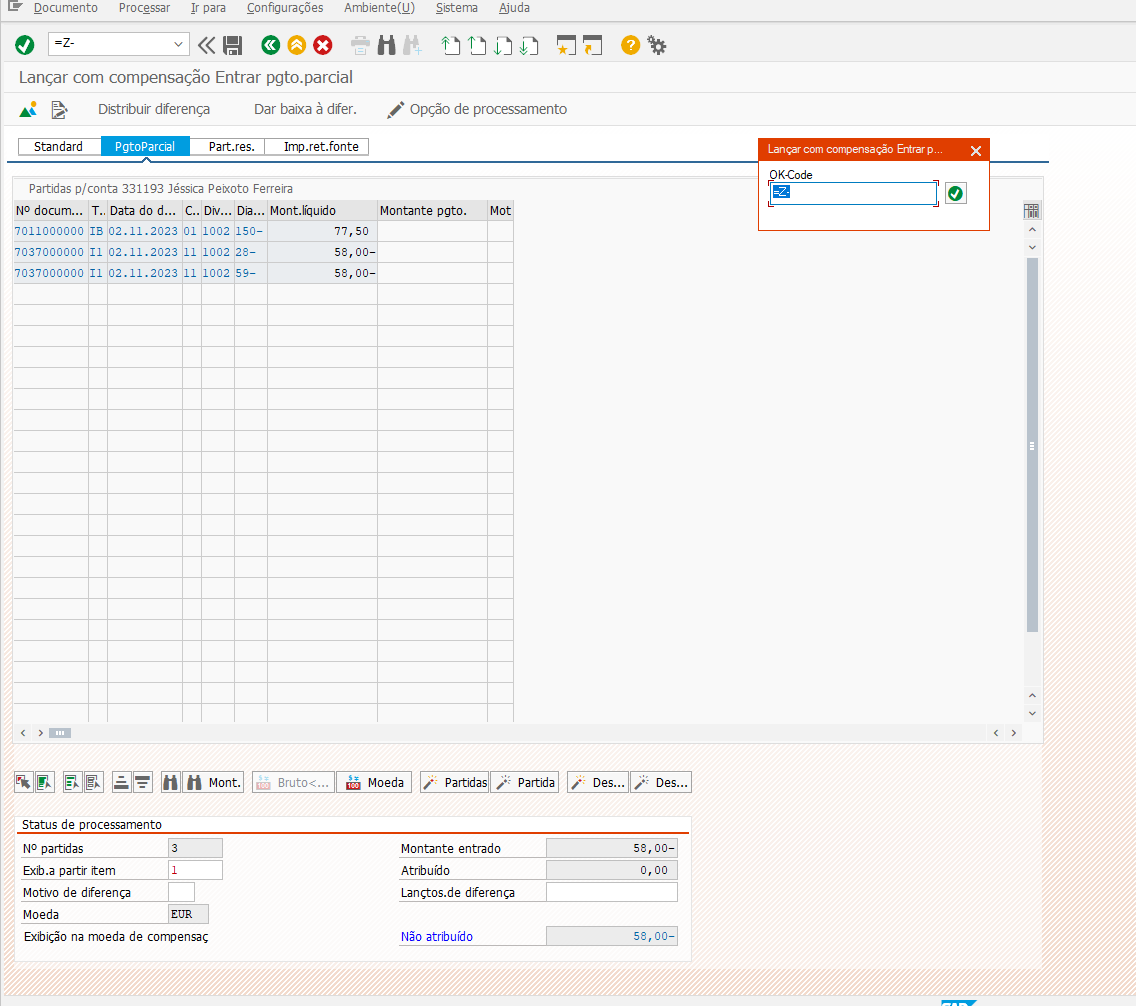 Documento Processar Ir para Configurações Ambiente(U) Sistema Ajuda
=Z-
Lançar com compensação Entrar pgto.parcial
Distribuir diferença Dar baixa à difer. Opção de processamento
Standard PgtoParcial Part.res. Imp.ret.fonte
Lançar com compensação Entrar p...
OK-Code
=Z-
Partidas p/conta 331193 Jéssica Peixoto Ferreira
Nº docum... T.. Data do d... C.. Div... Dia... Mont.líquido Montante pgto. Mot
7011000000 IB 02.11.2023 01 1002 150- 77,50
7037000000 I1 02.11.2023 11 1002 28- 58,00-
7037000000 I1 02.11.2023 11 1002 59- 58,00-
Mont. Bruto<... Moeda Partidas Partida Des... Des...
Status de processamento
Nº partidas 3 Montante entrado 58,00-
Exib.a partir item 1 Atribuído 0,00
Motivo de diferença Lançtos.de diferença
Moeda EUR
Exibição na moeda de compensaç Não atribuído 58,00-